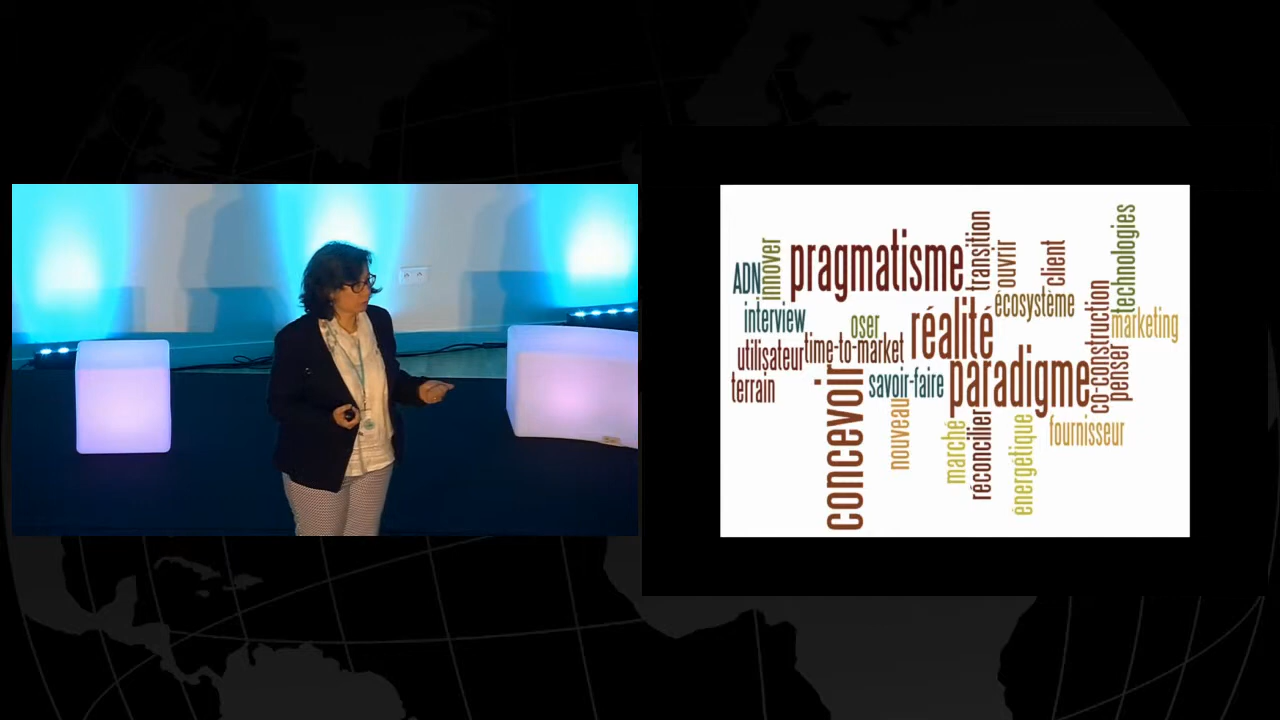 ADN
innover
pragmatisme
transition
ouvrir
client
technologies
interview
oser
réalité
écosystème
co-construction
marketing
utilisateur
time-to-market
terrain
concevoir
savoir-faire
paradigme
penser
nouveau
marché
réconcilier
énergétique
fournisseur